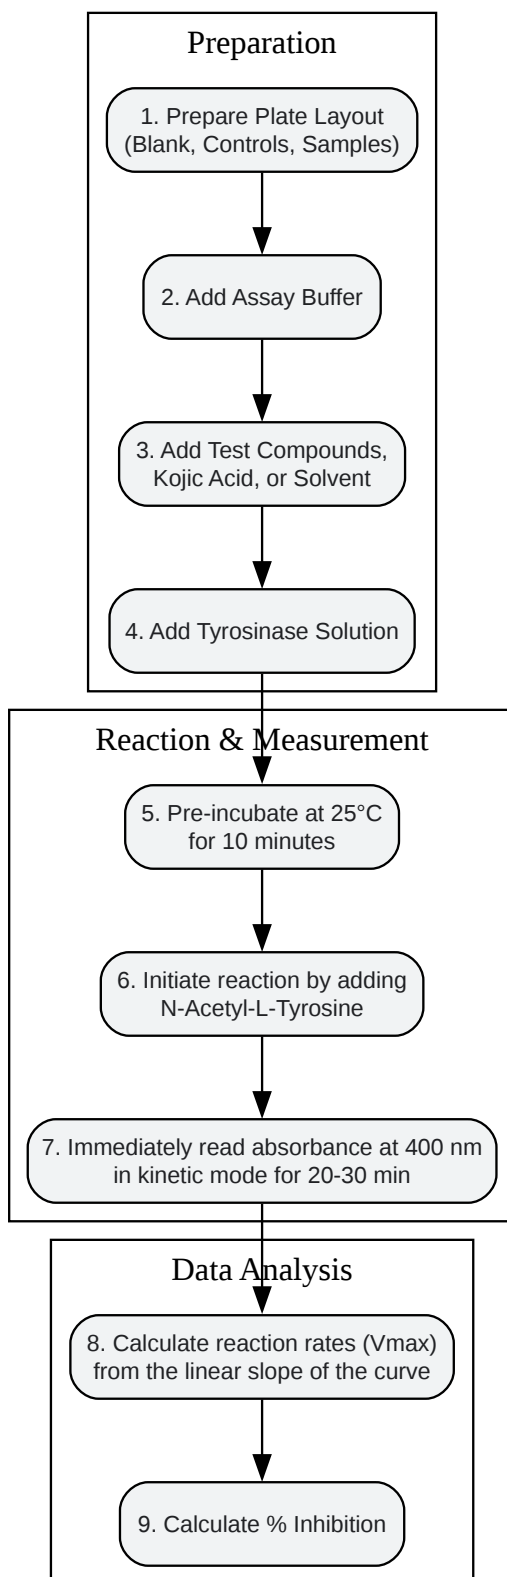 Preparation
1. Prepare Plate Layout
(Blank, Controls, Samples)
2. Add Assay Buffer
3. Add Test Compounds,
Kojic Acid, or Solvent
4. Add Tyrosinase Solution
Reaction & Measurement
5. Pre-incubate at 25°C
for 10 minutes
6. Initiate reaction by adding
N-Acetyl-L-Tyrosine
7. Immediately read absorbance at 400 nm
in kinetic mode for 20-30 min
Data Analysis
8. Calculate reaction rates (Vmax)
from the linear slope of the curve
9. Calculate % Inhibition